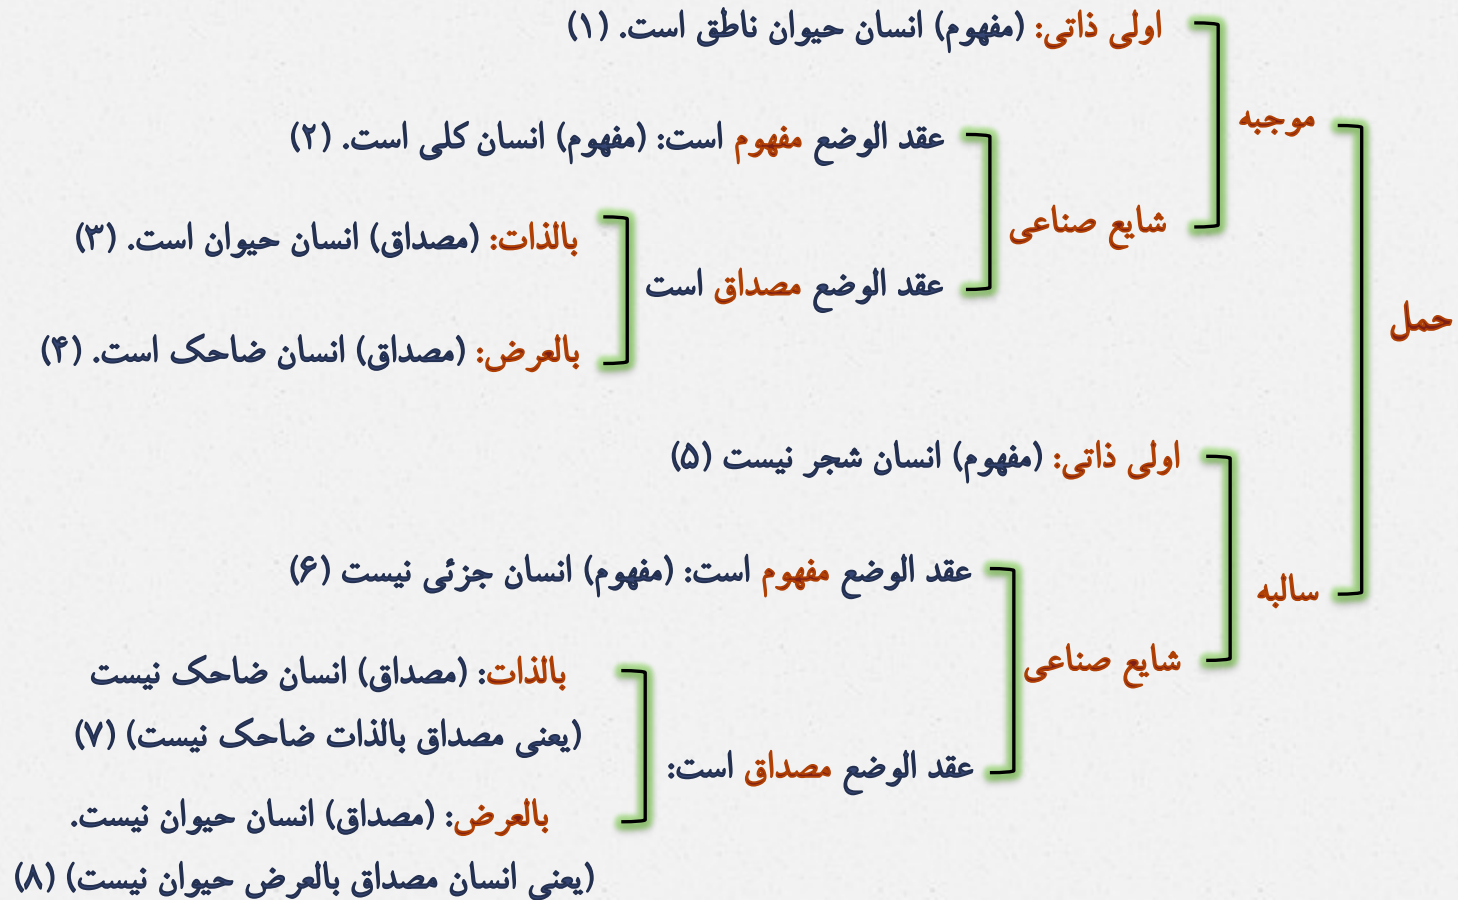 حمل
موجبه
اولی ذاتی: (مفهوم) انسان حیوان ناطق است. (۱)
شایع صناعی
عقد الوضع مفهوم است: (مفهوم) انسان کلی است. (۲)
عقد الوضع مصداق است
بالذات: (مصداق) انسان حیوان است. (۳)
بالعرض: (مصداق) انسان ضاحک است. (۴)
سالبه
اولی ذاتی: (مفهوم) انسان شجر نیست (۵)
شایع صناعی
عقد الوضع مفهوم است: (مفهوم) انسان جزئی نیست (۶)
عقد الوضع مصداق است:
بالذات: (مصداق) انسان ضاحک نیست
(یعنی مصداق بالذات ضاحک نیست) (۷)
بالعرض: (مصداق) انسان حیوان نیست.
(یعنی انسان مصداق بالعرض حیوان نیست) (۸)